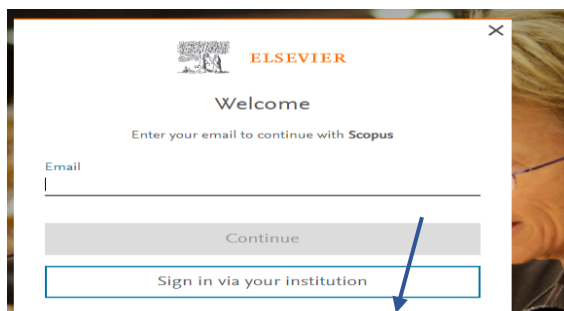 ELSEVIER
Welcome
Enter your email to continue with Scopus
Email
Continue
Sign in via your institution